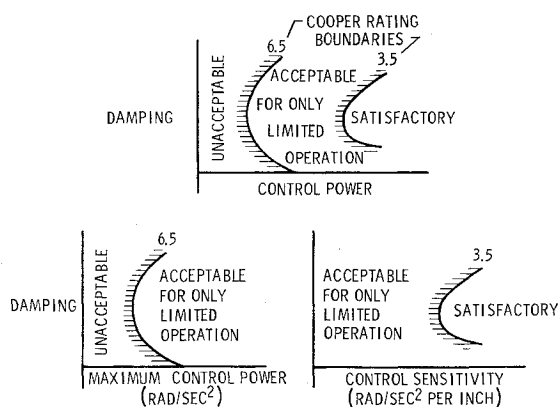 COOPER RATING
BOUNDARIES
6.5
3.5
UNACCEPTABLE
ACCEPTABLE
FOR ONLY
LIMITED
OPERATION
SATISFACTORY
DAMPING
CONTROL POWER
6.5
UNACCEPTABLE
ACCEPTABLE
FOR ONLY
LIMITED
OPERATION
DAMPING
MAXIMUM CONTROL POWER
(RAD/SEC²)
3.5
ACCEPTABLE
FOR ONLY
LIMITED
OPERATION
SATISFACTORY
CONTROL SENSITIVITY
(RAD/SEC² PER INCH)